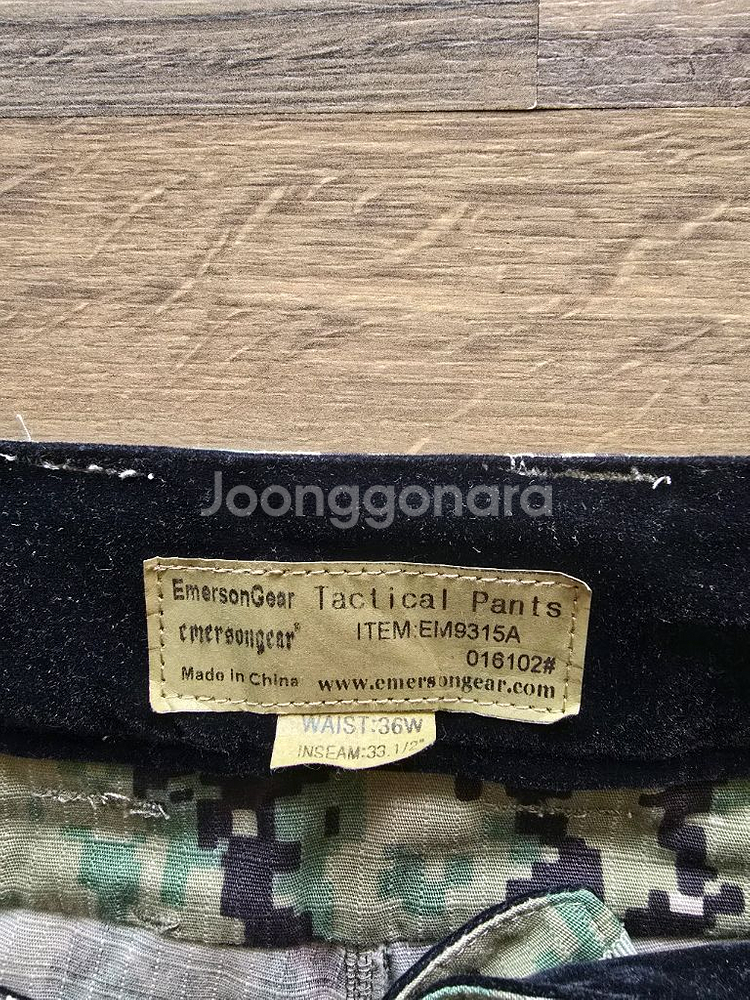 Joonggonara
EmersonGear Tactical Pants
emersongear® ITEM:EM9315A
016102#
Made in China www.emersongear.com
WAIST:36W
INSEAM:33.1/2"